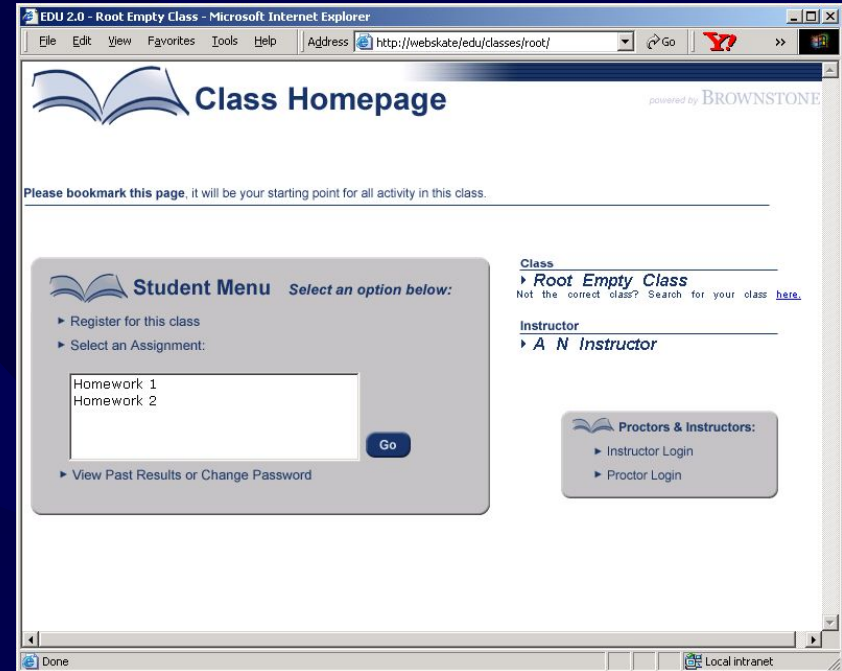 EDU 2.0 - Root Empty Class - Microsoft Internet Explorer
File Edit View Favorites Tools Help Address http://webskate/edu/classes/root/ Go Y? »
Class Homepage
powered by BROWNSTONE
Please bookmark this page, it will be your starting point for all activity in this class.
Student Menu Select an option below:
Register for this class
Select an Assignment:
Homework 1
Homework 2
Go
View Past Results or Change Password
Class
Root Empty Class
Not the correct class? Search for your class here.
Instructor
A N Instructor
Proctors & Instructors:
Instructor Login
Proctor Login
Done Local intranet